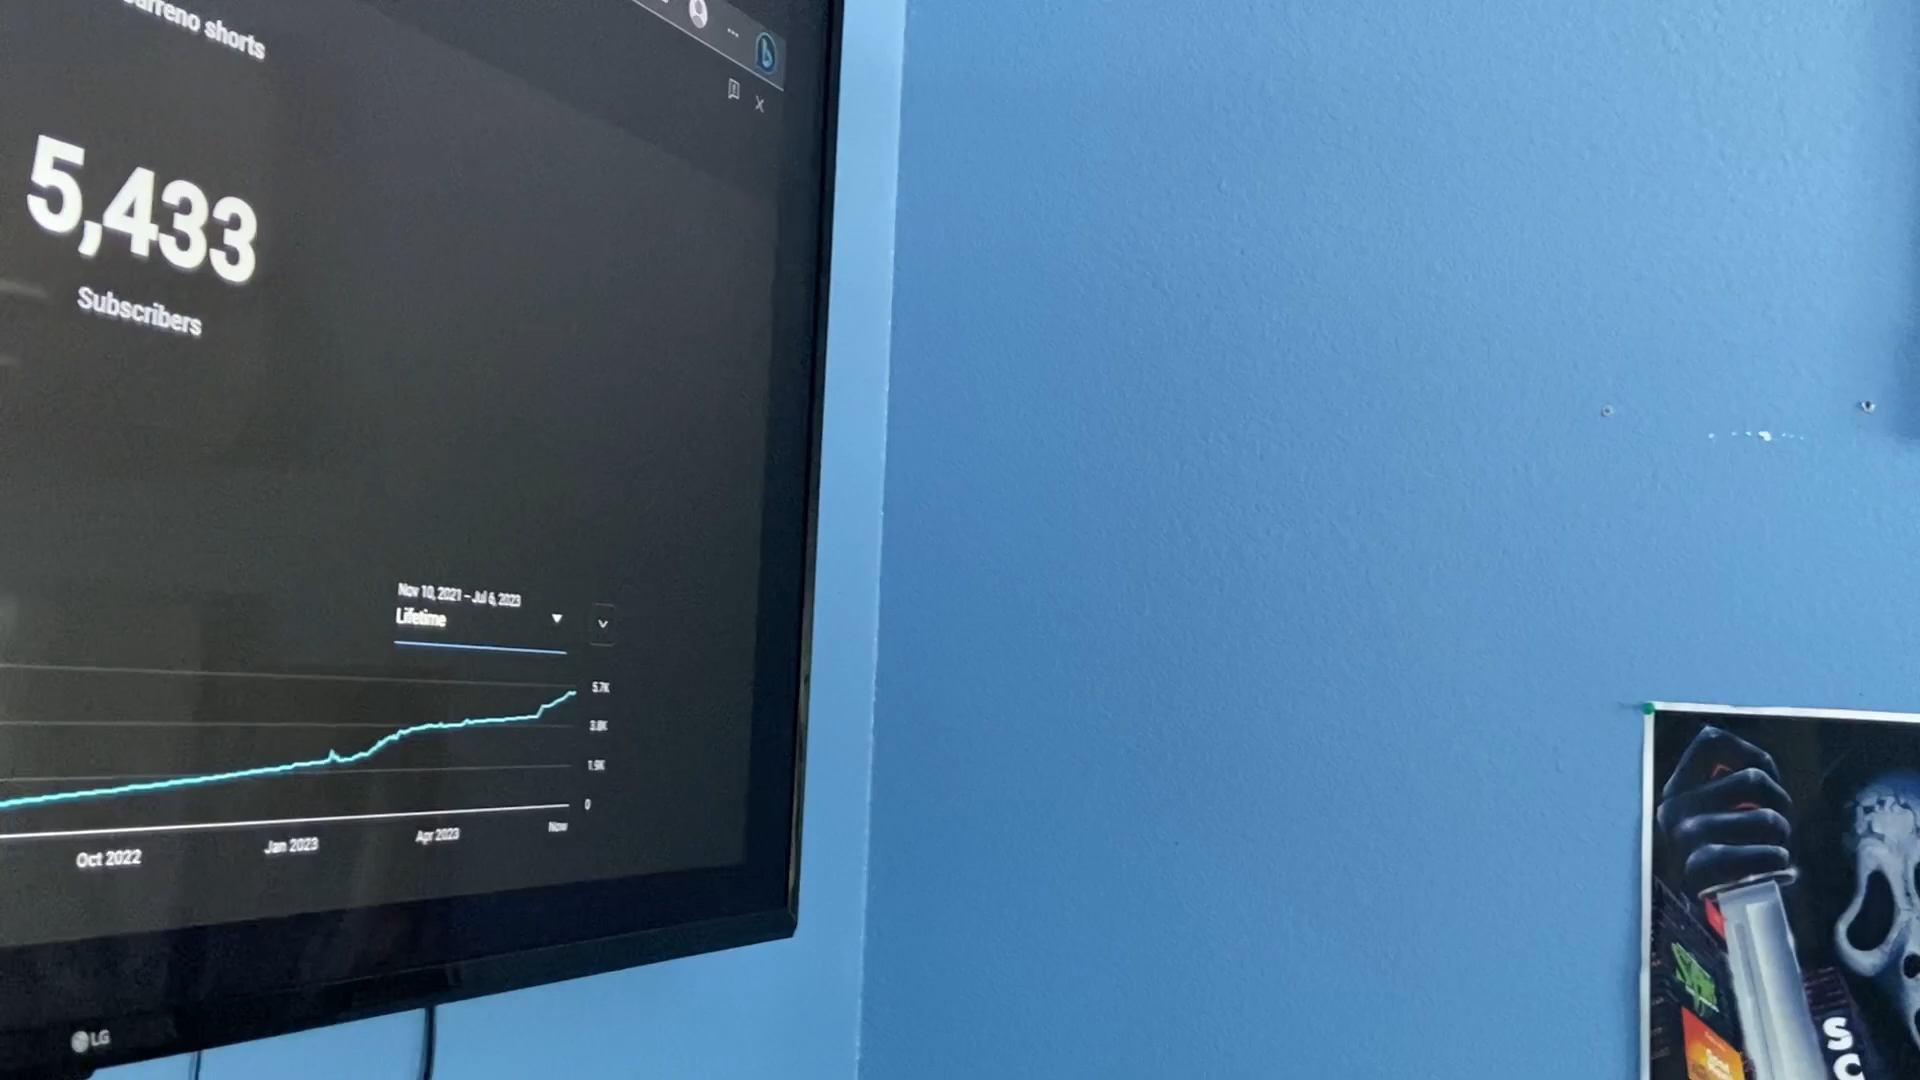 shorts
5,433
Subscribers
Nov 10, 2021 – Jul 6, 2023
Lifetime
5.7K
3.8K
1.9K
0
Oct 2022
Jan 2023
Apr 2023
Now
LG